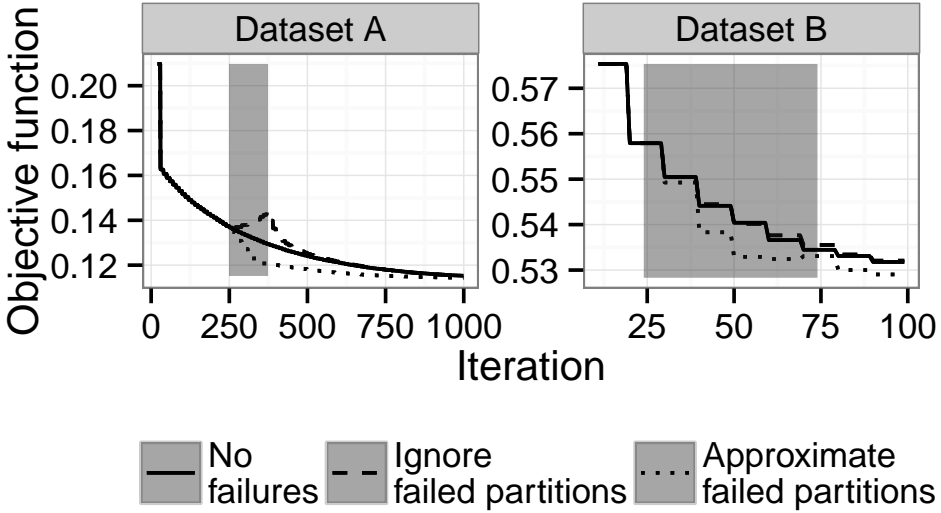 Dataset A
Dataset B
Objective function
0.20
0.18
0.16
0.14
0.12
0.57
0.56
0.55
0.54
0.53
0
250
500
750
1000
25
50
75
100
Iteration
No
failures
Ignore
failed partitions
Approximate
failed partitions